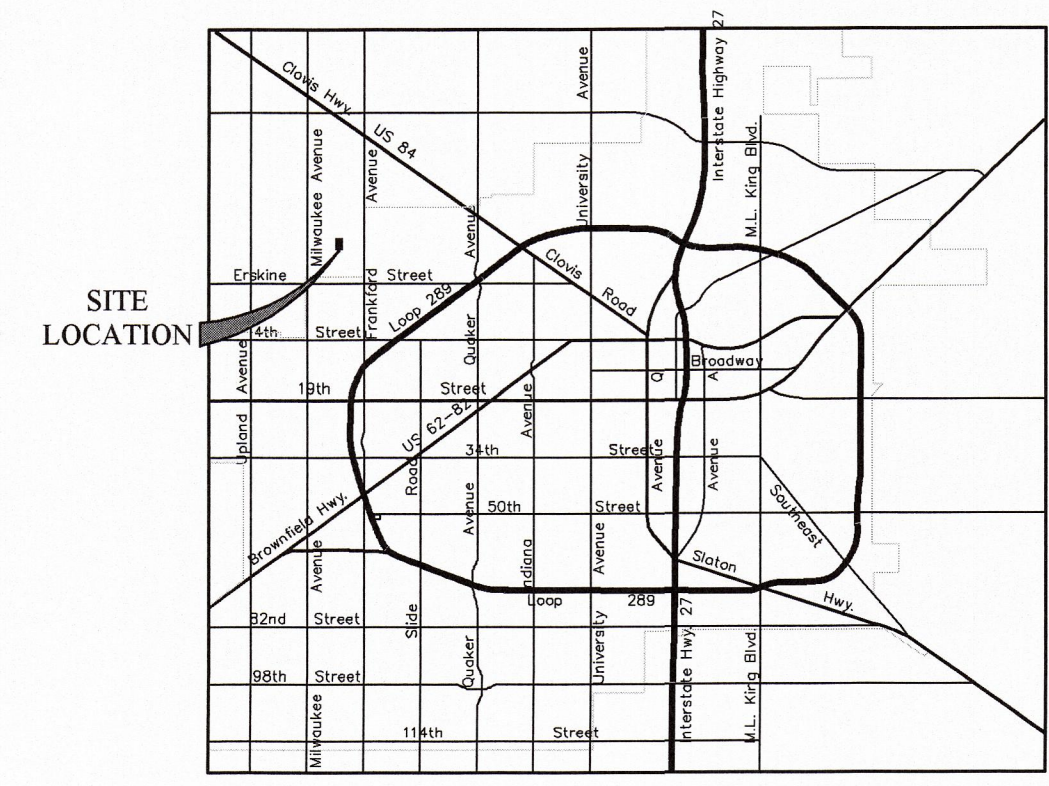 Interstate Highway 27
Clovis Hwy.
US 84
Milwaukee Avenue
Avenue
University Avenue
M.L. King Blvd.
Avenue
Erskine Street
Clovis Road
SITE
LOCATION
Frankford
Loop 289
Quaker
4th Street
Upland Avenue
Broadway
Q
A
19th Street
US 62-82
Avenue
34th Street
Road
Avenue
Avenue
50th Street
Avenue
Southeast
Brownfield Hwy.
Avenue
Indiana
Avenue
Slaton Hwy.
Loop 289
82nd Street
Slide
Quaker
University
Interstate Hwy. 27
M.L. King Blvd.
98th Street
Milwaukee
114th Street